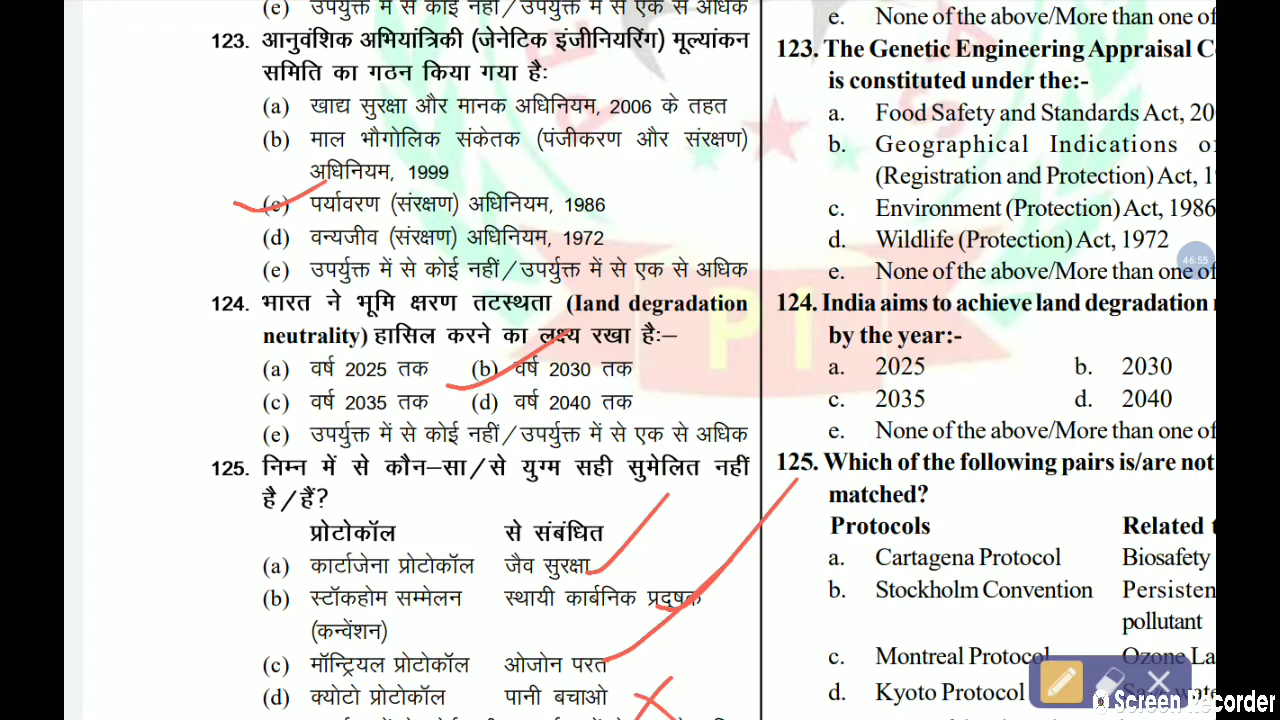 (e) उपर्युक्त में से कोई नहीं/उपर्युक्त में से एक से अधिक
123. आनुवंशिक अभियांत्रिकी (जेनेटिक इंजीनियरिंग) मूल्यांकन
समिति का गठन किया गया है:
(a) खाद्य सुरक्षा और मानक अधिनियम, 2006 के तहत
(b) माल भौगोलिक संकेतक (पंजीकरण और संरक्षण)
अधिनियम, 1999
(c) पर्यावरण (संरक्षण) अधिनियम, 1986
(d) वन्यजीव (संरक्षण) अधिनियम, 1972
(e) उपर्युक्त में से कोई नहीं/उपर्युक्त में से एक से अधिक
124. भारत ने भूमि क्षरण तटस्थता (land degradation
neutrality) हासिल करने का लक्ष्य रखा है:–
(a) वर्ष 2025 तक (b) वर्ष 2030 तक
(c) वर्ष 2035 तक (d) वर्ष 2040 तक
(e) उपर्युक्त में से कोई नहीं/उपर्युक्त में से एक से अधिक
125. निम्न में से कौन–सा/से युग्म सही सुमेलित नहीं
है/हैं?
प्रोटोकॉल से संबंधित
(a) कार्टाजेना प्रोटोकॉल जैव सुरक्षा
(b) स्टॉकहोम सम्मेलन स्थायी कार्बनिक प्रदूषक
(कन्वेंशन)
(c) मॉन्ट्रियल प्रोटोकॉल ओजोन परत
(d) क्योटो प्रोटोकॉल पानी बचाओ
e. None of the above/More than one of
123. The Genetic Engineering Appraisal
is constituted under the:-
a. Food Safety and Standards Act,
b. Geographical Indications
(Registration and Protection) Act,
c. Environment (Protection) Act, 1986
d. Wildlife (Protection) Act, 1972
e. None of the above/More than one of
124. India aims to achieve land degradation
by the year:-
a. 2025 b. 2030
c. 2035 d. 2040
e. None of the above/More than one of
125. Which of the following pairs is/are not
matched?
Protocols Related
a. Cartagena Protocol Biosafety
b. Stockholm Convention
pollutant
c. Montreal Protocol Ozone
d. Kyoto Protocol
46:55
PI
Screen Recorder